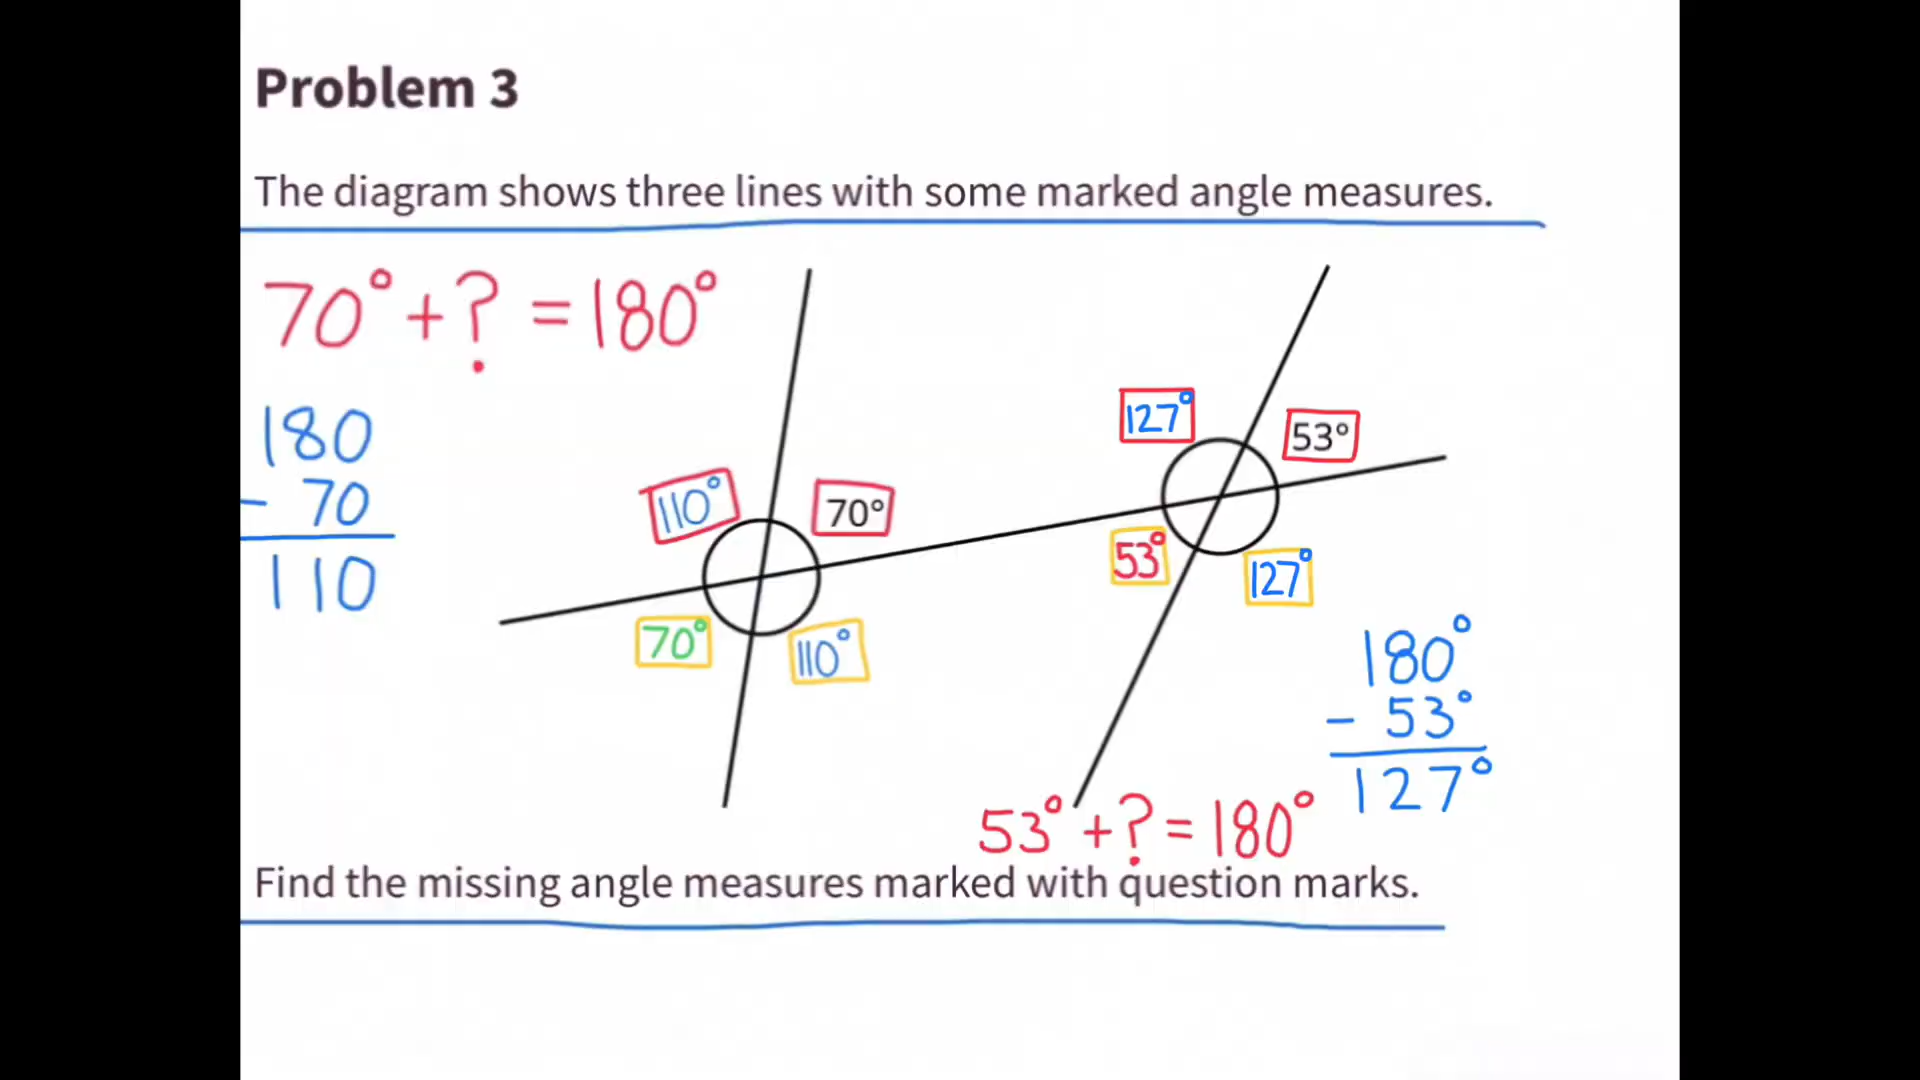 Problem 3
The diagram shows three lines with some marked angle measures.
70° + ? = 180°
180
- 70
110
110°
70°
70°
110°
127°
53°
53°
127°
180°
- 53°
127°
53° + ? = 180°
Find the missing angle measures marked with question marks.